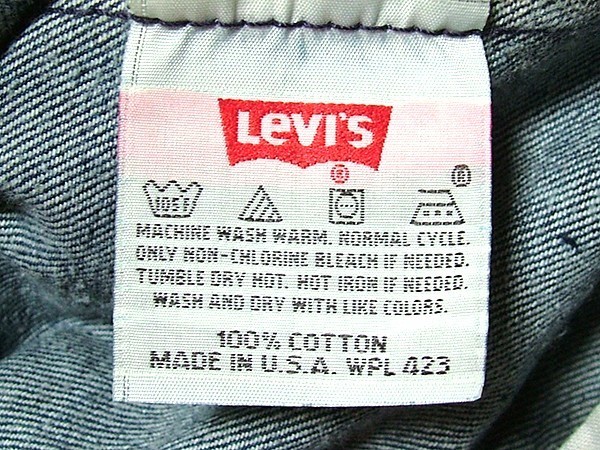 Levi's
®
®
105F
MACHINE WASH WARM. NORMAL CYCLE.
ONLY NON-CHLORINE BLEACH IF NEEDED.
TUMBLE DRY HOT. HOT IRON IF NEEDED.
WASH AND DRY WITH LIKE COLORS.
100% COTTON
MADE IN U.S.A. WPL 423